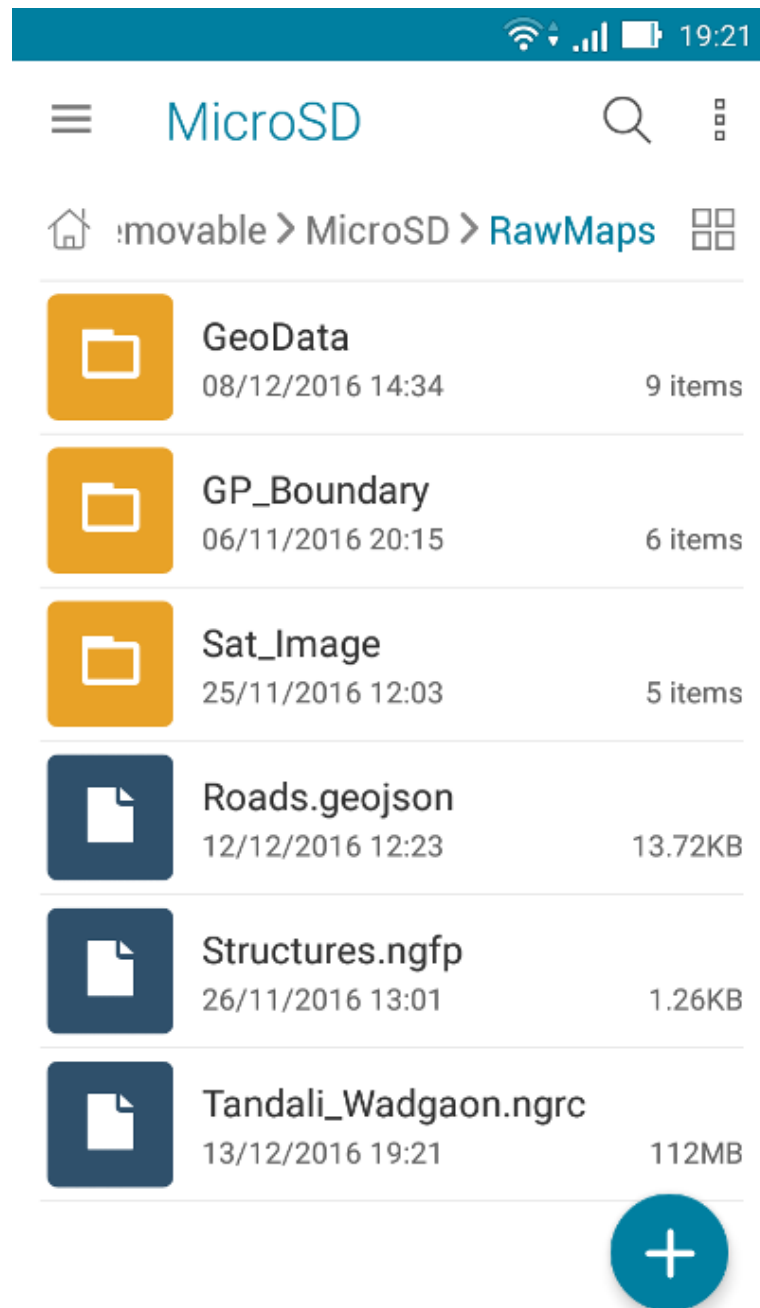 19:21
MicroSD
emovable > MicroSD > RawMaps
GeoData
08/12/2016 14:34 9 items
GP_Boundary
06/11/2016 20:15 6 items
Sat_Image
25/11/2016 12:03 5 items
Roads.geojson
12/12/2016 12:23 13.72KB
Structures.ngfp
26/11/2016 13:01 1.26KB
Tandali_Wadgaon.ngrc
13/12/2016 19:21 112MB